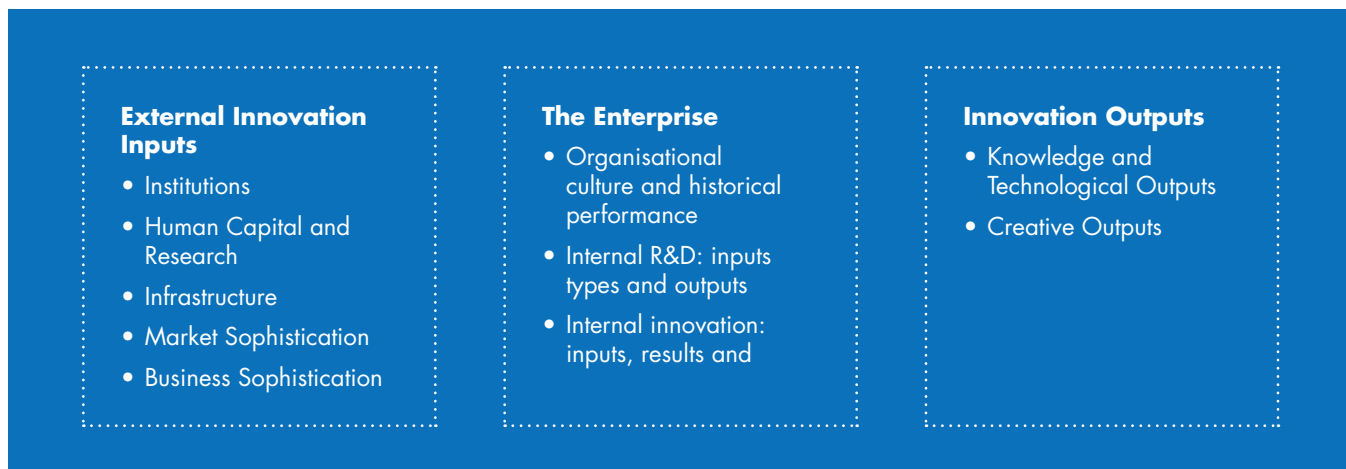 External Innovation
Inputs
• Institutions
• Human Capital and
Research
• Infrastructure
• Market Sophistication
• Business Sophistication
The Enterprise
• Organisational
culture and historical
performance
• Internal R&D: inputs
types and outputs
• Internal innovation:
inputs, results and
Innovation Outputs
• Knowledge and
Technological Outputs
• Creative Outputs